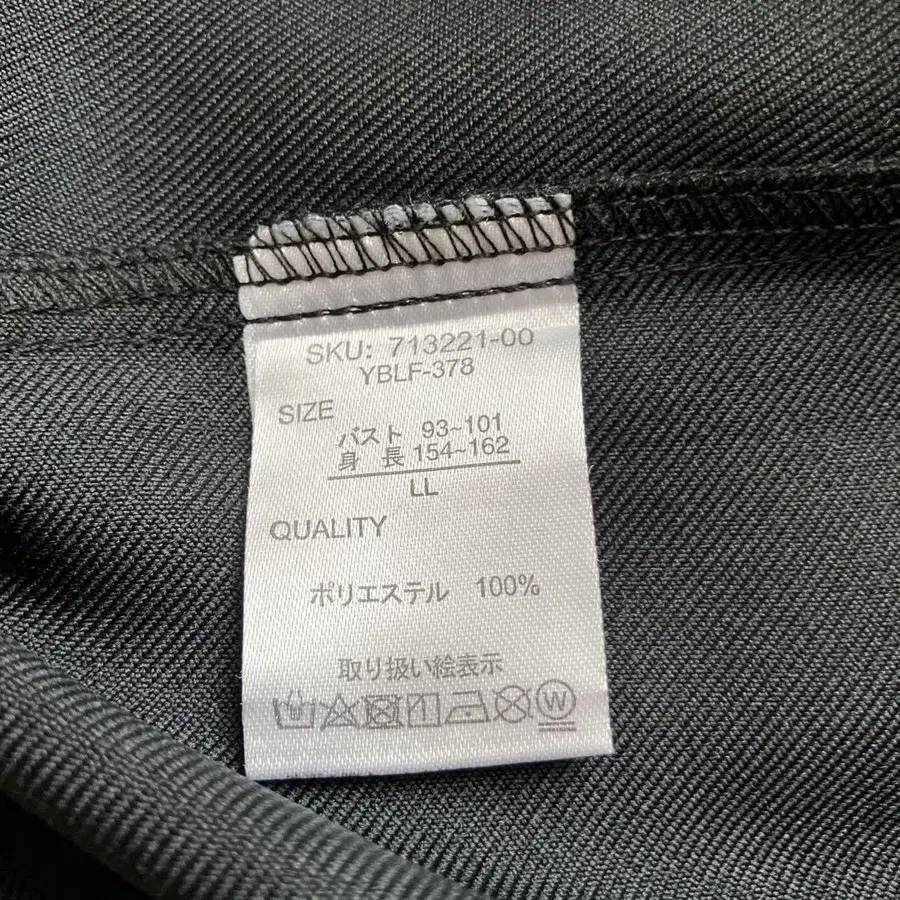 SKU: 713221-00
YBLF-378
SIZE
バスト 93~101
身 長 154~162
LL
QUALITY
ポリエステル 100%
取り扱い絵表示
W